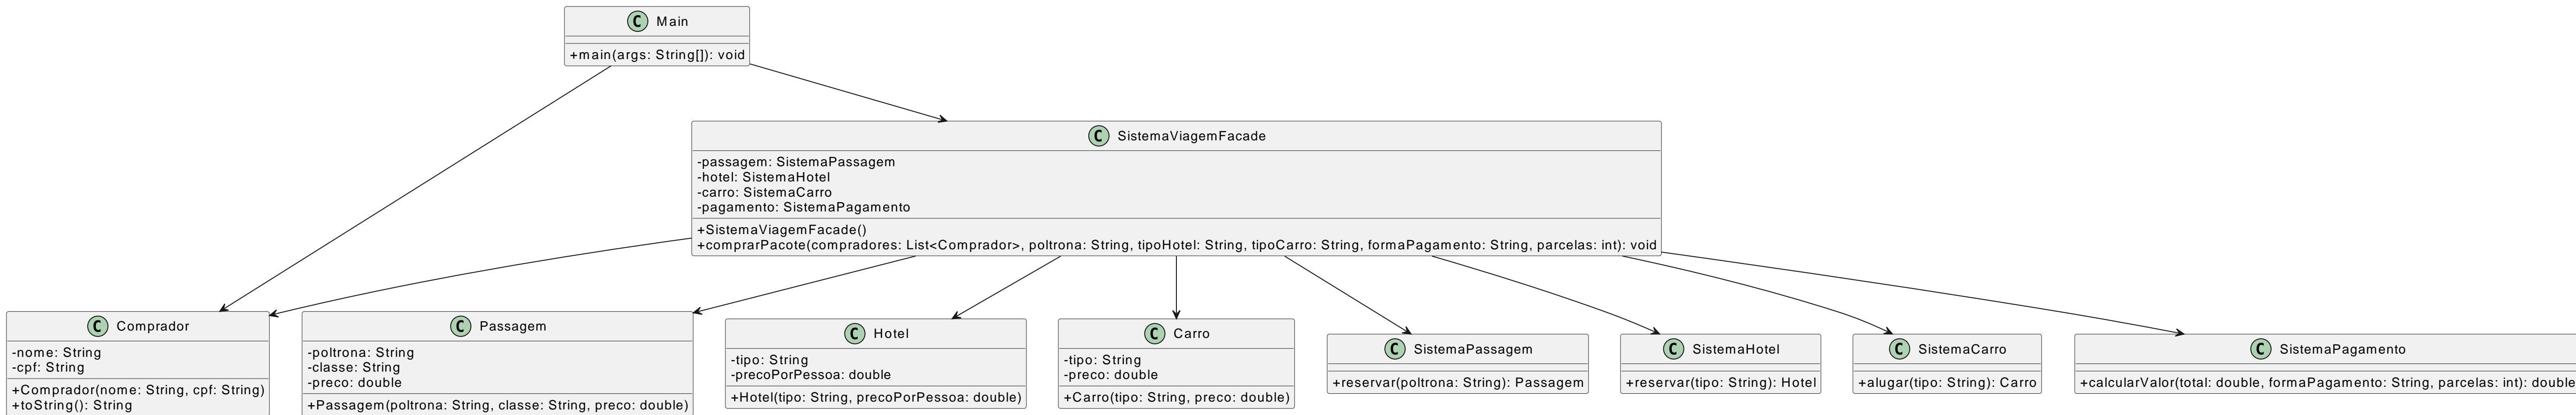 C Main
+main(args: String[]): void
C SistemaViagemFacade
-passagem: SistemaPassagem
-hotel: SistemaHotel
-carro: SistemaCarro
-pagamento: SistemaPagamento
+SistemaViagemFacade()
+comprarPacote(compradores: List<Comprador>, poltrona: String, tipoHotel: String, tipoCarro: String, formaPagamento: String, parcelas: int): void
C Comprador
-nome: String
-cpf: String
+Comprador(nome: String, cpf: String)
+toString(): String
C Passagem
-poltrona: String
-classe: String
-preco: double
+Passagem(poltrona: String, classe: String, preco: double)
C Hotel
-tipo: String
-precoPorPessoa: double
+Hotel(tipo: String, precoPorPessoa: double)
C Carro
-tipo: String
-preco: double
+Carro(tipo: String, preco: double)
C SistemaPassagem
+reservar(poltrona: String): Passagem
C SistemaHotel
+reservar(tipo: String): Hotel
C SistemaCarro
+alugar(tipo: String): Carro
C SistemaPagamento
+calcularValor(total: double, formaPagamento: String, parcelas: int): double